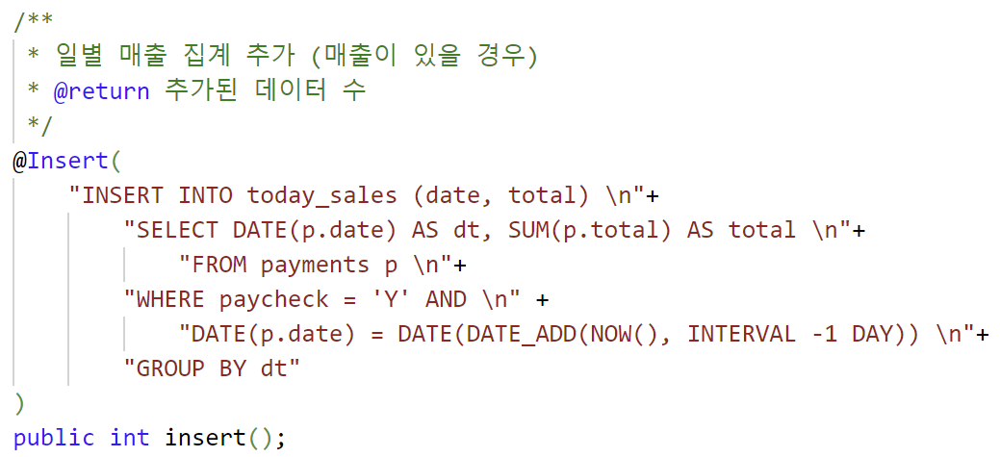 /**
 * 일별 매출 집계 추가 (매출이 있을 경우)
 * @return 추가된 데이터 수
 */
@Insert(
    "INSERT INTO today_sales (date, total) \n"+
        "SELECT DATE(p.date) AS dt, SUM(p.total) AS total \n"+
            "FROM payments p \n"+
        "WHERE paycheck = 'Y' AND \n" +
            "DATE(p.date) = DATE(DATE_ADD(NOW(), INTERVAL -1 DAY)) \n"+
        "GROUP BY dt"
)
public int insert();